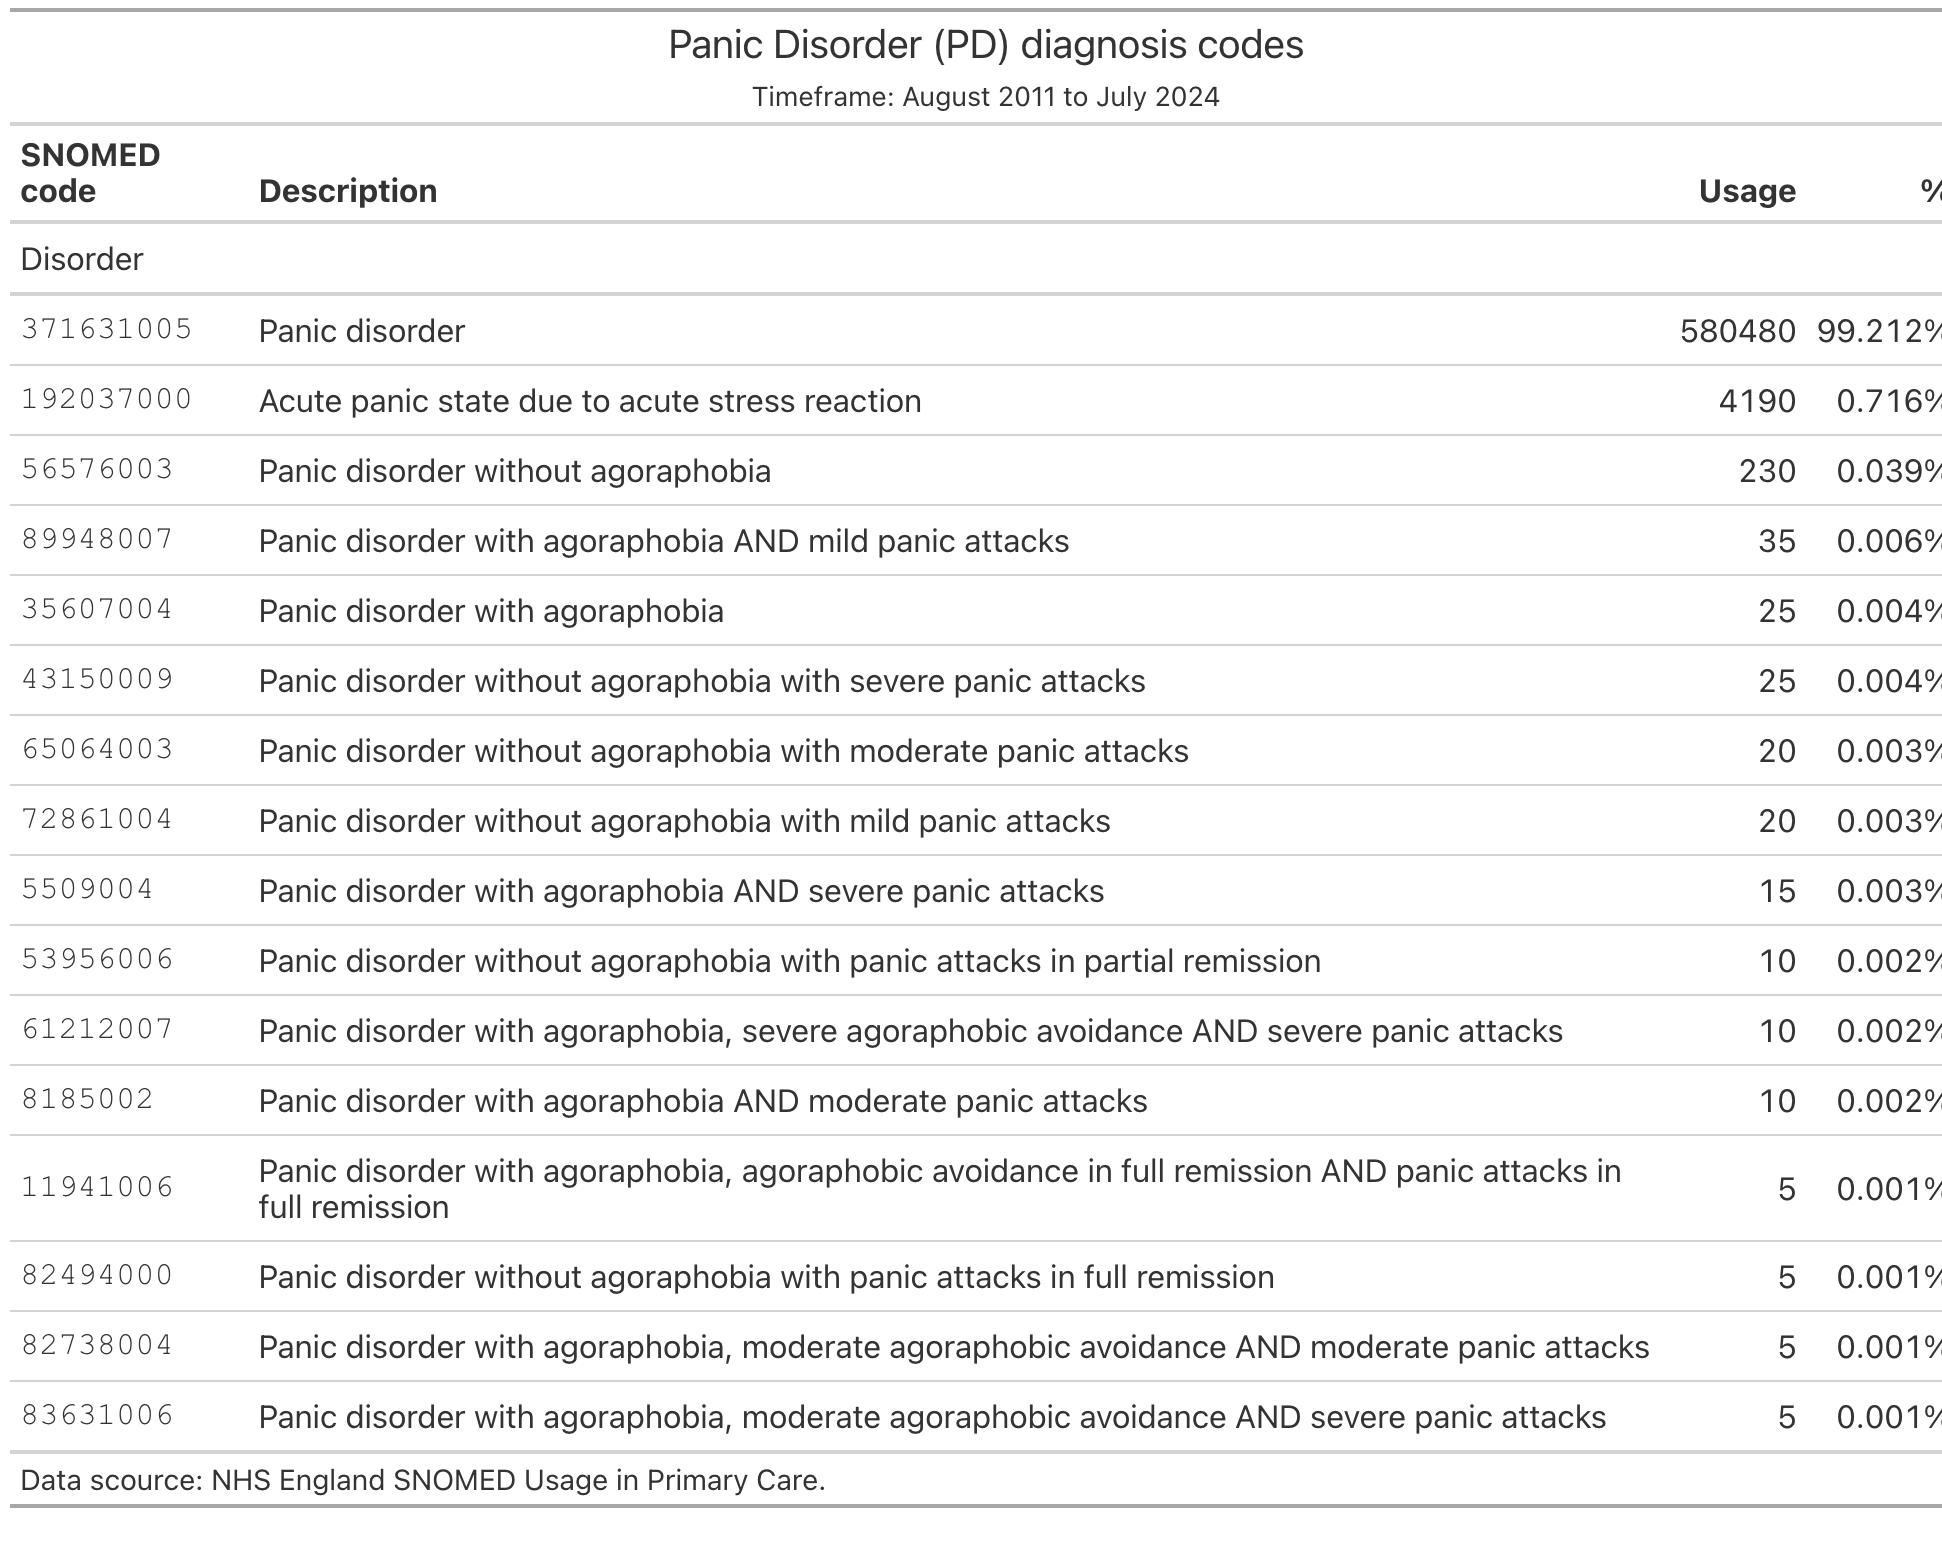 Panic Disorder (PD) diagnosis codes
Timeframe: August 2011 to July 2024
SNOMED
code Description Usage %
Disorder
371631005 Panic disorder 580480 99.212%
192037000 Acute panic state due to acute stress reaction 4190 0.716%
56576003 Panic disorder without agoraphobia 230 0.039%
89948007 Panic disorder with agoraphobia AND mild panic attacks 35 0.006%
35607004 Panic disorder with agoraphobia 25 0.004%
43150009 Panic disorder without agoraphobia with severe panic attacks 25 0.004%
65064003 Panic disorder without agoraphobia with moderate panic attacks 20 0.003%
72861004 Panic disorder without agoraphobia with mild panic attacks 20 0.003%
5509004 Panic disorder with agoraphobia AND severe panic attacks 15 0.003%
53956006 Panic disorder without agoraphobia with panic attacks in partial remission 10 0.002%
61212007 Panic disorder with agoraphobia, severe agoraphobic avoidance AND severe panic attacks 10 0.002%
8185002 Panic disorder with agoraphobia AND moderate panic attacks 10 0.002%
11941006 Panic disorder with agoraphobia, agoraphobic avoidance in full remission AND panic attacks in
full remission 5 0.001%
82494000 Panic disorder without agoraphobia with panic attacks in full remission 5 0.001%
82738004 Panic disorder with agoraphobia, moderate agoraphobic avoidance AND moderate panic attacks 5 0.001%
83631006 Panic disorder with agoraphobia, moderate agoraphobic avoidance AND severe panic attacks 5 0.001%
Data scource: NHS England SNOMED Usage in Primary Care.